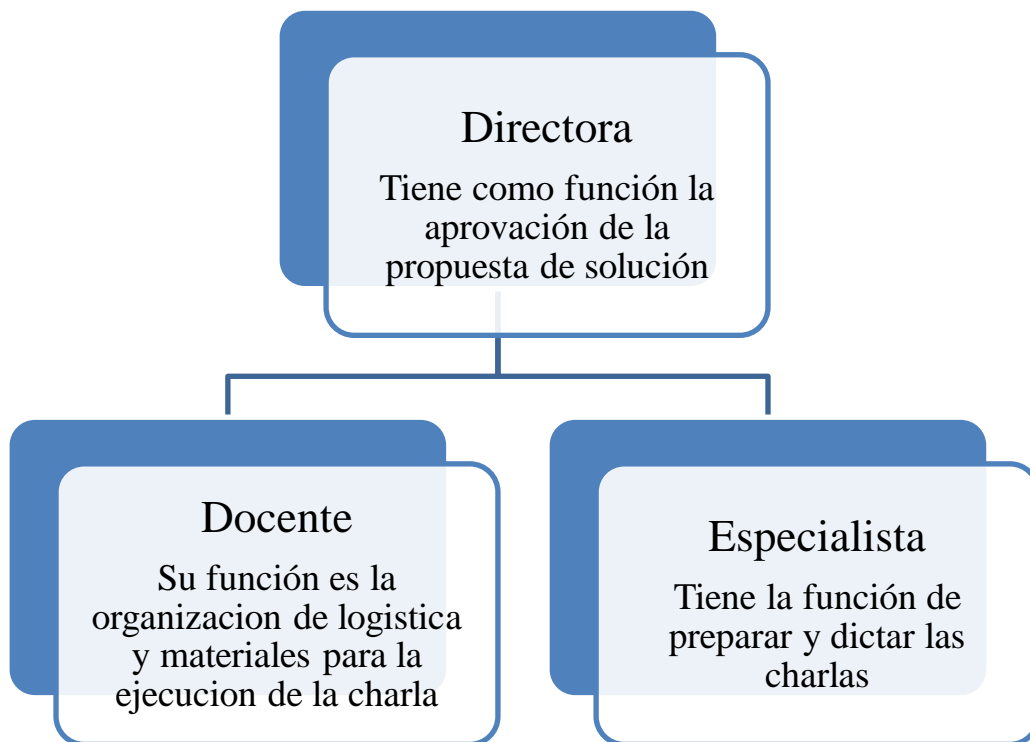 Directora
Tiene como función la
aprovación de la
propuesta de solución
Docente
Su función es la
organizacion de logistica
y materiales para la
ejecucion de la charla
Especialista
Tiene la función de
preparar y dictar las
charlas